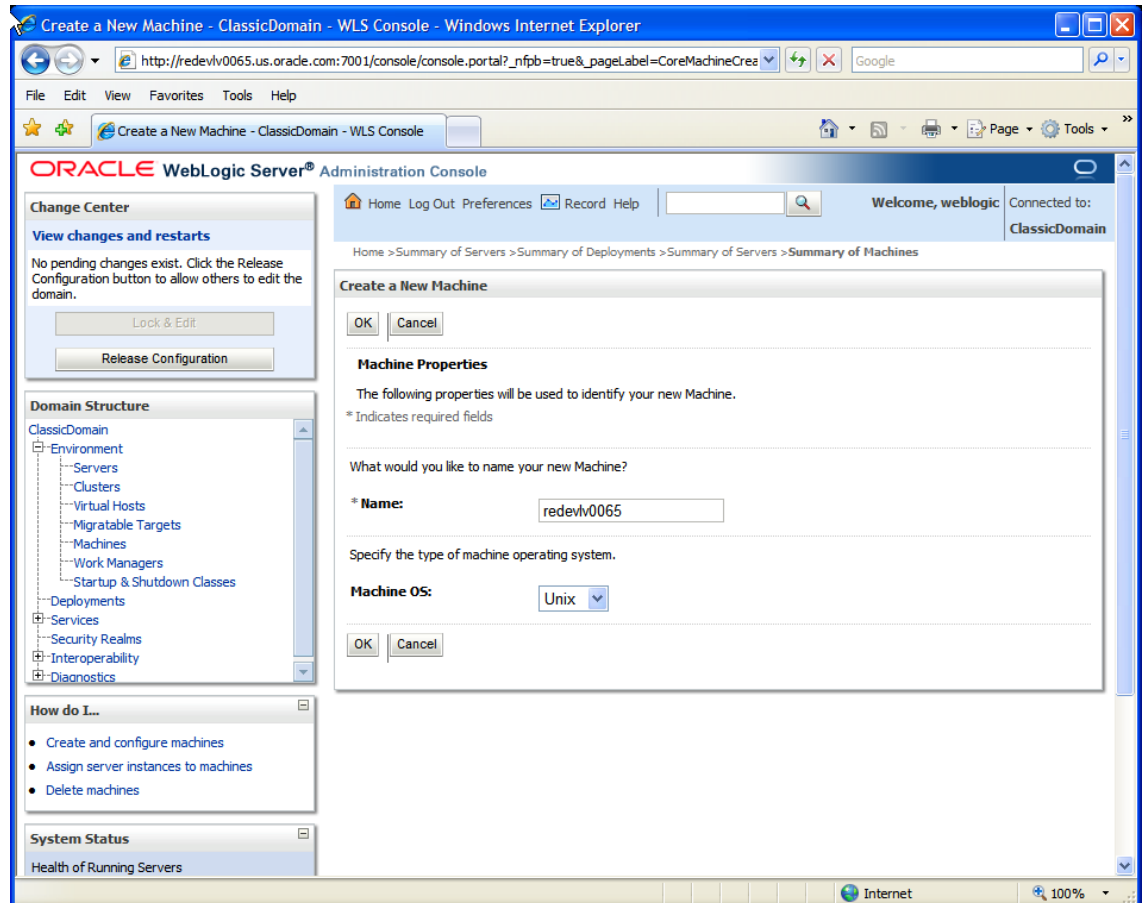 Create a New Machine - ClassicDomain - WLS Console - Windows Internet Explorer
http://redevlv0065.us.oracle.com:7001/console/console.portal?_nfpb=true&_pageLabel=CoreMachineCrea
Google
File Edit View Favorites Tools Help
Create a New Machine - ClassicDomain - WLS Console
Page Tools »
ORACLE WebLogic Server® Administration Console
Change Center
View changes and restarts
No pending changes exist. Click the Release
Configuration button to allow others to edit the
domain.
Lock & Edit
Release Configuration
Domain Structure
ClassicDomain
Environment
Servers
Clusters
Virtual Hosts
Migratable Targets
Machines
Work Managers
Startup & Shutdown Classes
Deployments
Services
Security Realms
Interoperability
Diagnostics
How do I...
Create and configure machines
Assign server instances to machines
Delete machines
System Status
Health of Running Servers
Home Log Out Preferences Record Help
Welcome, weblogic
Connected to:
ClassicDomain
Home >Summary of Servers >Summary of Deployments >Summary of Servers >Summary of Machines
Create a New Machine
OK Cancel
Machine Properties
The following properties will be used to identify your new Machine.
* Indicates required fields
What would you like to name your new Machine?
* Name: redevlv0065
Specify the type of machine operating system.
Machine OS: Unix
OK Cancel
Internet 100%